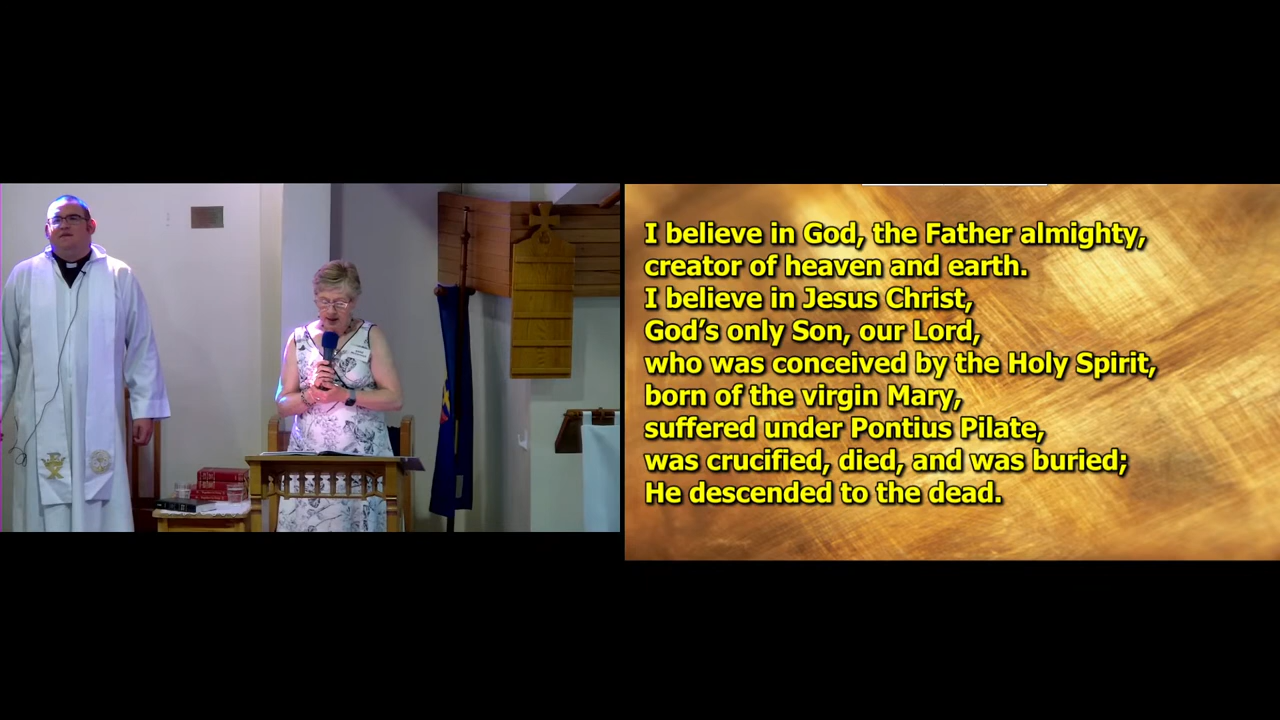 I believe in God, the Father almighty,
creator of heaven and earth.
I believe in Jesus Christ,
God's only Son, our Lord,
who was conceived by the Holy Spirit,
born of the virgin Mary,
suffered under Pontius Pilate,
was crucified, died, and was buried;
He descended to the dead.